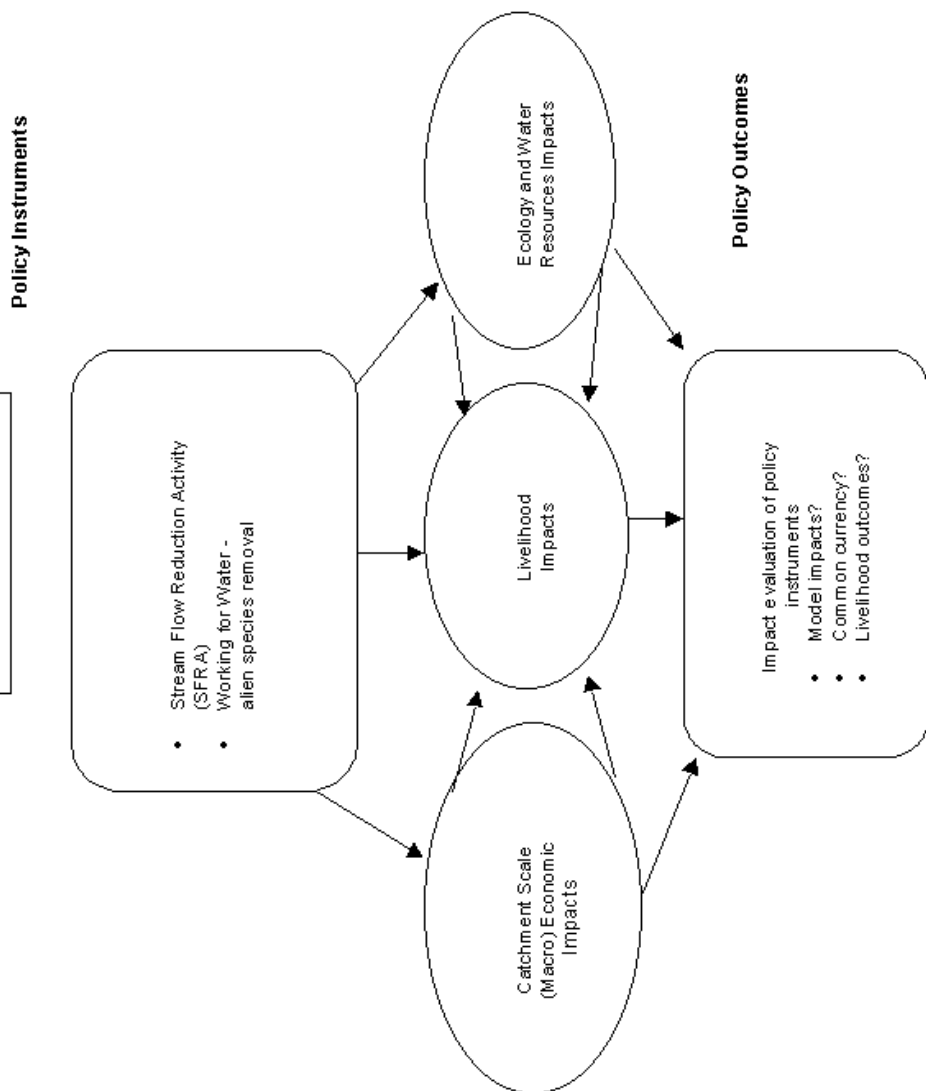 Policy Instruments
• Stream Flow Reduction Activity
(SFRA)
• Working for Water -
alien species removal
Catchment Scale
(Macro) Economic
Impacts
Livelihood
Impacts
Ecology and Water
Resources Impacts
Policy Outcomes
Impact evaluation of policy
instruments
• Model impacts?
• Common currency?
• Livelihood outcomes?